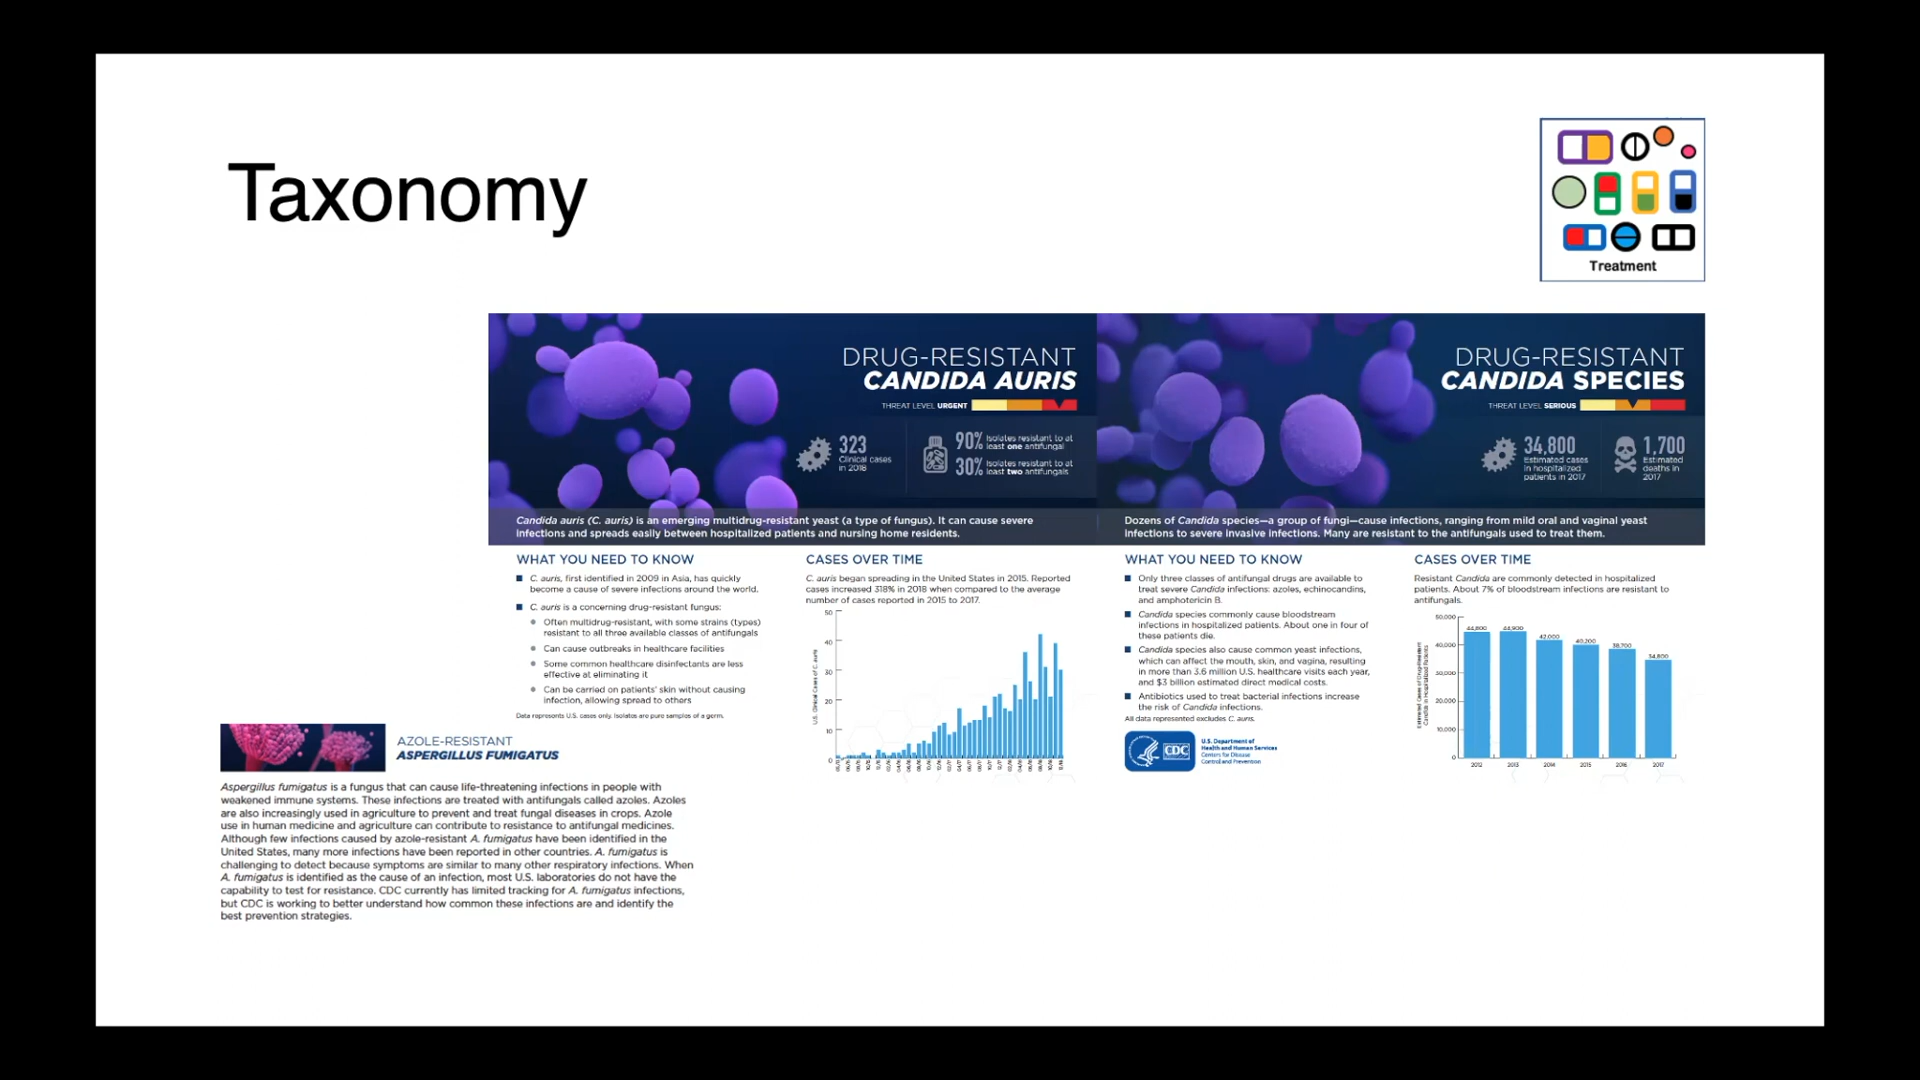 Taxonomy
Treatment
DRUG-RESISTANT
CANDIDA AURIS
THREAT LEVEL URGENT
323
Clinical cases
in 2018
90% Isolates resistant to at
least one antifungal
30% Isolates resistant to at
least two antifungals
Candida auris (C. auris) is an emerging multidrug-resistant yeast (a type of fungus). It can cause severe
infections and spreads easily between hospitalized patients and nursing home residents.
WHAT YOU NEED TO KNOW
C. auris, first identified in 2009 in Asia, has quickly
become a cause of severe infections around the world.
C. auris is a concerning drug-resistant fungus:
Often multidrug-resistant, with some strains (types)
resistant to all three available classes of antifungals
Can cause outbreaks in healthcare facilities
Some common healthcare disinfectants are less
effective at eliminating it
Can be carried on patients' skin without causing
infection, allowing spread to others
Data represents U.S. cases only. Isolates are pure samples of a germ.
CASES OVER TIME
C. auris began spreading in the United States in 2015. Reported
cases increased 318% in 2018 when compared to the average
number of cases reported in 2015 to 2017.
U.S. Clinical Cases of C. auris
50
40
30
20
10
0
DRUG-RESISTANT
CANDIDA SPECIES
THREAT LEVEL SERIOUS
34,800
Estimated cases
in hospitalized
patients in 2017
1,700
Estimated
deaths in
2017
Dozens of Candida species—a group of fungi—cause infections, ranging from mild oral and vaginal yeast
infections to severe invasive infections. Many are resistant to the antifungals used to treat them.
WHAT YOU NEED TO KNOW
Only three classes of antifungal drugs are available to
treat severe Candida infections: azoles, echinocandins,
and amphotericin B.
Candida species commonly cause bloodstream
infections in hospitalized patients. About one in four of
these patients die.
Candida species also cause common yeast infections,
which can affect the mouth, skin, and vagina, resulting
in more than 3.6 million U.S. healthcare visits each year,
and $3 billion estimated direct medical costs.
Antibiotics used to treat bacterial infections increase
the risk of Candida infections.
All data represented excludes C. auris.
CDC
U.S. Department of
Health and Human Services
Centers for Disease
Control and Prevention
CASES OVER TIME
Resistant Candida are commonly detected in hospitalized
patients. About 7% of bloodstream infections are resistant to
antifungals.
Estimated Cases of Drug-Resistant
Candida in Hospitalized Patients
50,000
40,000
30,000
20,000
10,000
0
44,800 44,900 42,000 40,200 38,700 34,800
2012 2013 2014 2015 2016 2017
AZOLE-RESISTANT
ASPERGILLUS FUMIGATUS
Aspergillus fumigatus is a fungus that can cause life-threatening infections in people with
weakened immune systems. These infections are treated with antifungals called azoles. Azoles
are also increasingly used in agriculture to prevent and treat fungal diseases in crops. Azole
use in human medicine and agriculture can contribute to resistance to antifungal medicines.
Although few infections caused by azole-resistant A. fumigatus have been identified in the
United States, many more infections have been reported in other countries. A. fumigatus is
challenging to detect because symptoms are similar to many other respiratory infections. When
A. fumigatus is identified as the cause of an infection, most U.S. laboratories do not have the
capability to test for resistance. CDC currently has limited tracking for A. fumigatus infections,
but CDC is working to better understand how common these infections are and identify the
best prevention strategies.